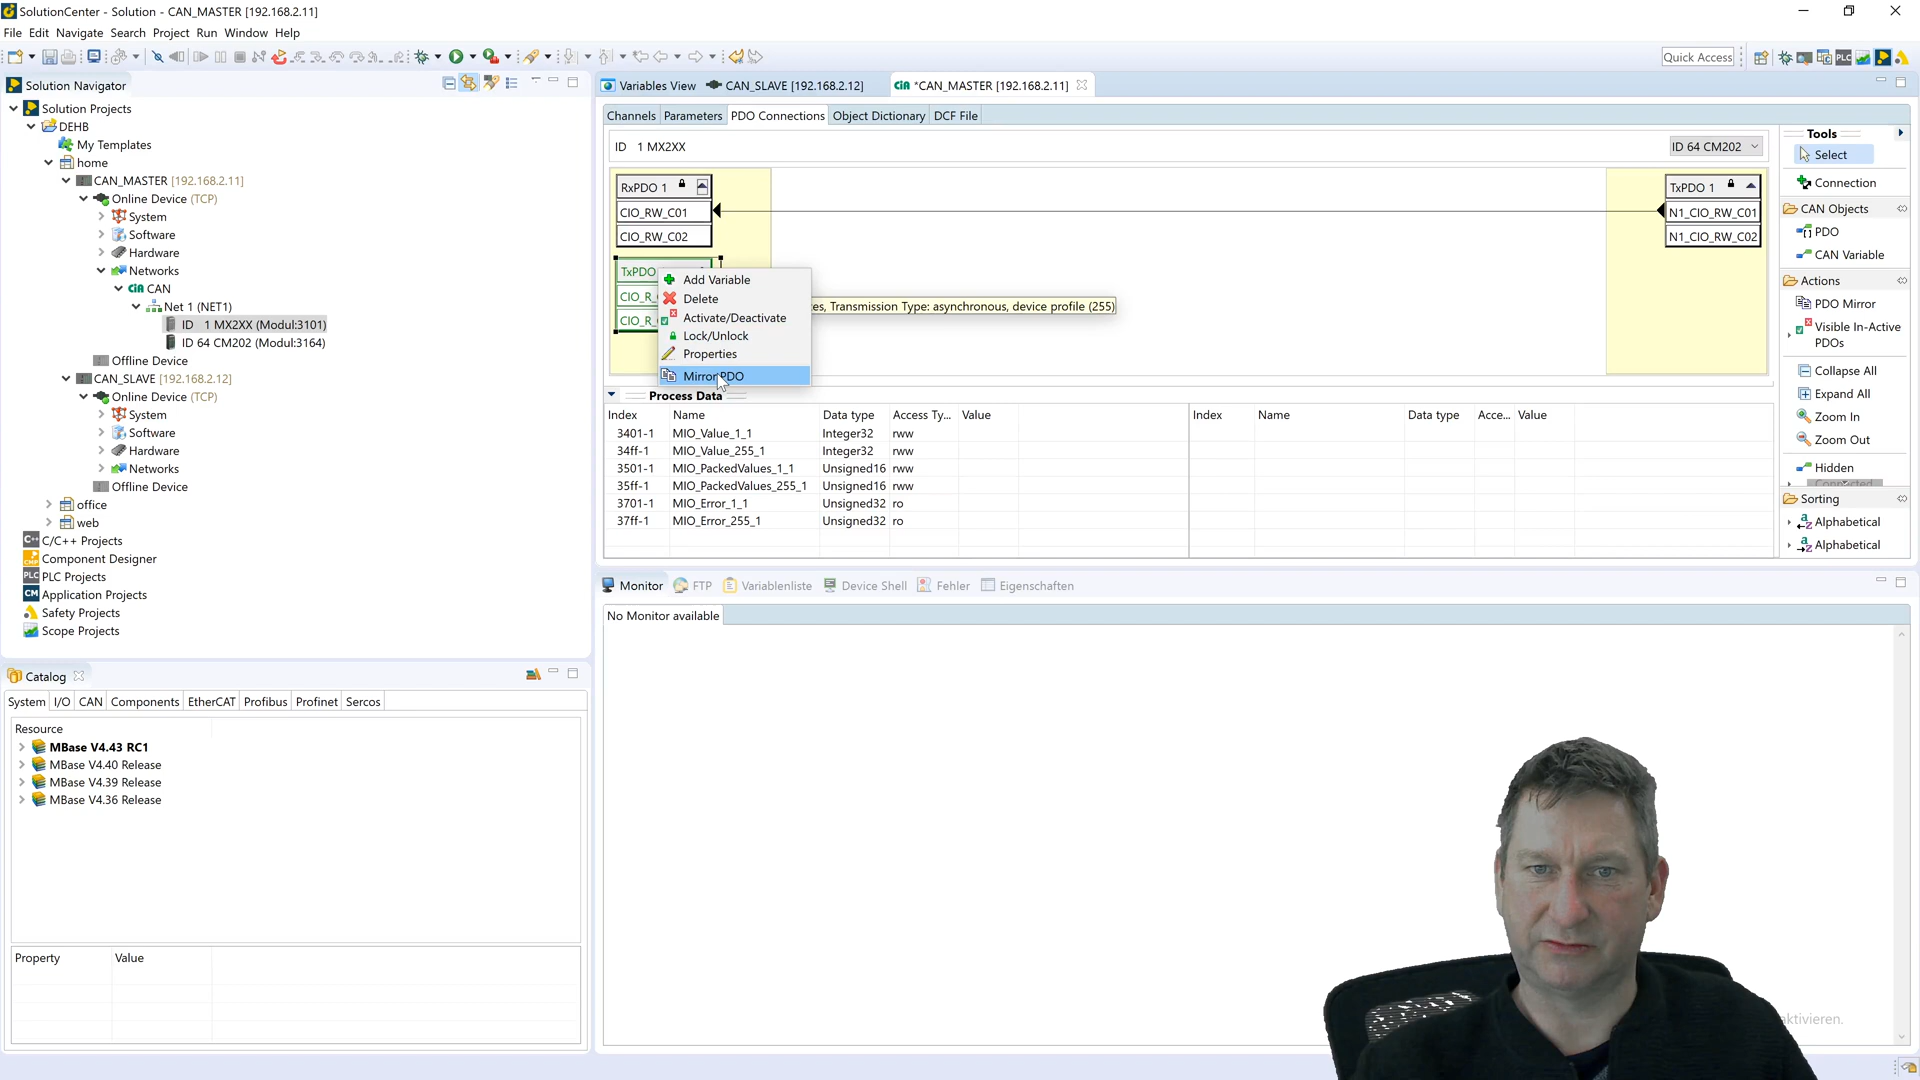 SolutionCenter - Solution - CAN_MASTER [192.168.2.11]
File Edit Navigate Search Project Run Window Help
Quick Access
Solution Navigator
Solution Projects
DEHB
My Templates
home
CAN_MASTER [192.168.2.11]
Online Device (TCP)
System
Software
Hardware
Networks
CiA CAN
Net 1 (NET1)
ID 1 MX2XX (Modul:3101)
ID 64 CM202 (Modul:3164)
Offline Device
CAN_SLAVE [192.168.2.12]
Online Device (TCP)
System
Software
Hardware
Networks
Offline Device
office
web
C++ C/C++ Projects
CMP Component Designer
PLC PLC Projects
CM Application Projects
Safety Projects
Scope Projects
Catalog
System I/O CAN Components EtherCAT Profibus Profinet Sercos
Resource
MBase V4.43 RC1
MBase V4.40 Release
MBase V4.39 Release
MBase V4.36 Release
Property Value
Variables View CAN_SLAVE [192.168.2.12] CiA *CAN_MASTER [192.168.2.11]
Channels Parameters PDO Connections Object Dictionary DCF File
ID 1 MX2XX
ID 64 CM202
RxPDO 1
CIO_RW_C01
CIO_RW_C02
TxPDO
CIO_R_
CIO_R_
TxPDO 1
N1_CIO_RW_C01
N1_CIO_RW_C02
Add Variable
Delete
Activate/Deactivate
Lock/Unlock
Properties
Mirror PDO
es, Transmission Type: asynchronous, device profile (255)
Process Data
Index Name Data type Access Ty... Value Index Name Data type Acce... Value
3401-1 MIO_Value_1_1 Integer32 rww
34ff-1 MIO_Value_255_1 Integer32 rww
3501-1 MIO_PackedValues_1_1 Unsigned16 rww
35ff-1 MIO_PackedValues_255_1 Unsigned16 rww
3701-1 MIO_Error_1_1 Unsigned32 ro
37ff-1 MIO_Error_255_1 Unsigned32 ro
Tools
Select
Connection
CAN Objects
PDO
CAN Variable
Actions
PDO Mirror
Visible In-Active
PDOs
Collapse All
Expand All
Zoom In
Zoom Out
Hidden
Connected
Sorting
Alphabetical
Alphabetical
Monitor FTP Variablenliste Device Shell Fehler Eigenschaften
No Monitor available
ktivieren.